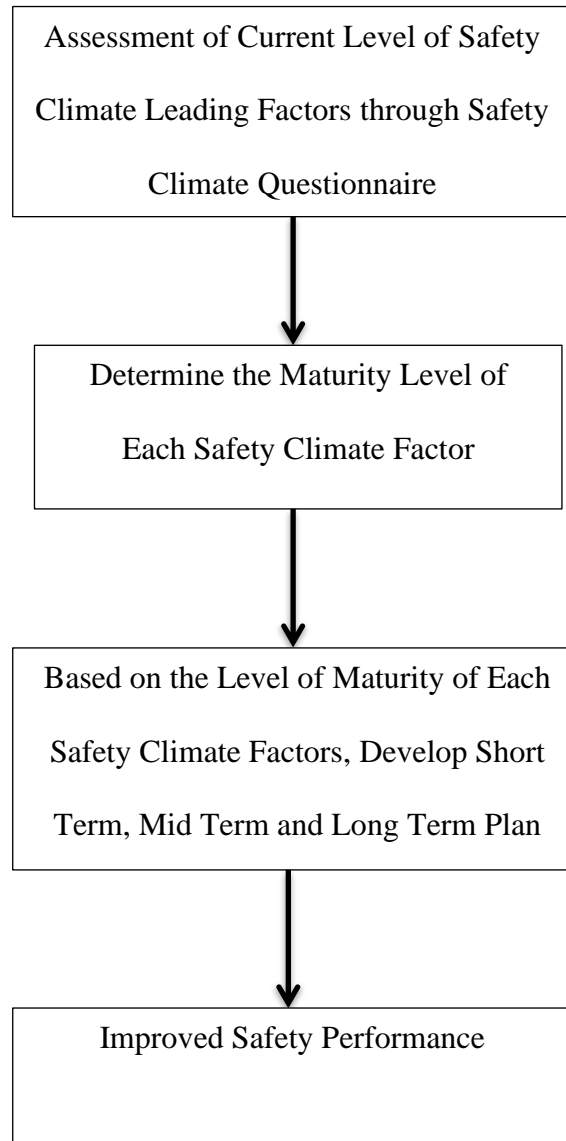 Assessment of Current Level of Safety
Climate Leading Factors through Safety
Climate Questionnaire
Determine the Maturity Level of
Each Safety Climate Factor
Based on the Level of Maturity of Each
Safety Climate Factors, Develop Short
Term, Mid Term and Long Term Plan
Improved Safety Performance